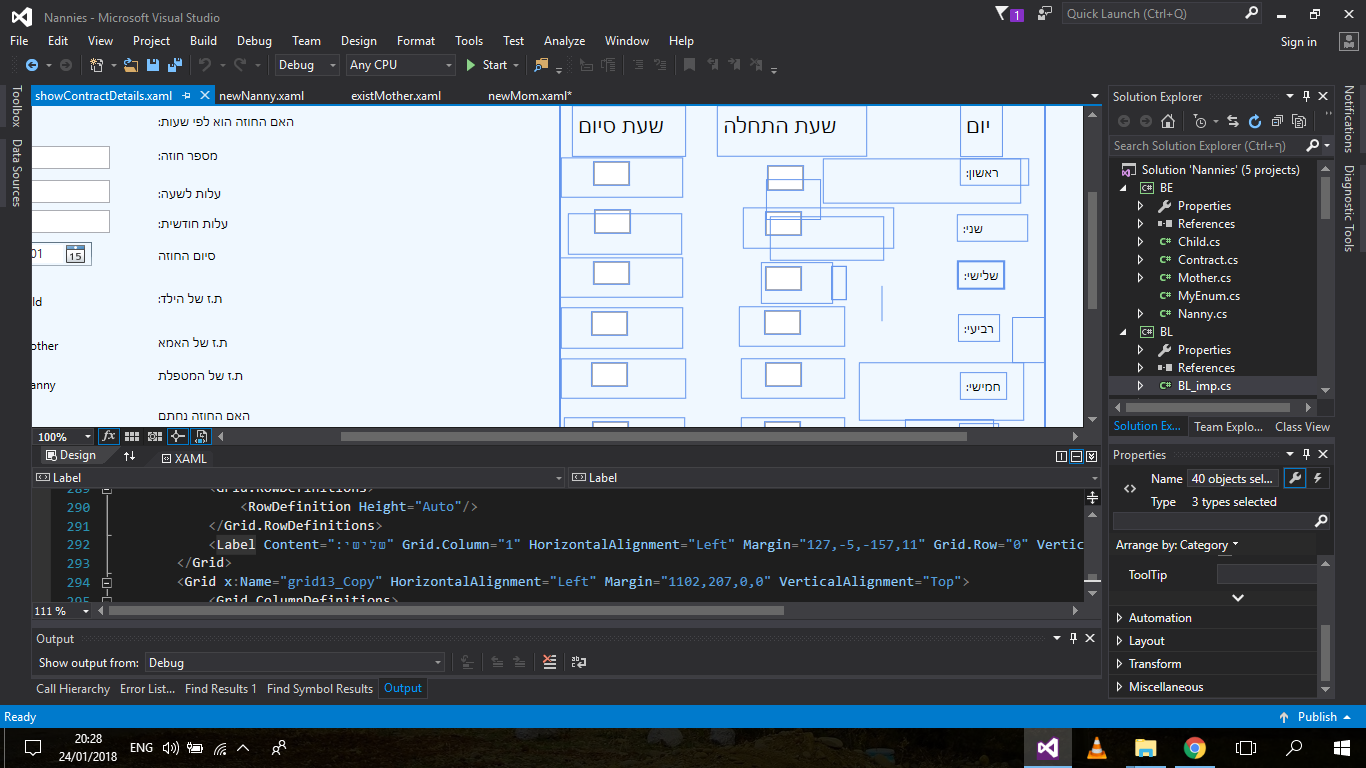 Nannies - Microsoft Visual Studio
1
Quick Launch (Ctrl+Q)
File Edit View Project Build Debug Team Design Format Tools Test Analyze Window Help
Sign in
Debug Any CPU Start
Toolbox
Data Sources
showContractDetails.xaml newNanny.xaml existMother.xaml newMom.xaml*
האם החוזה הוא לפי שעות:
מספר חוזה:
עלות לשעה:
עלות חודשית:
01 15 סיום החוזה
ld ת.ז של הילד:
other ת.ז של האמא
anny ת.ז של המטפלת
האם החוזה נחתם
יום שעת התחלה שעת סיום
ראשון:
שני:
שלישי:
רביעי:
חמישי:
100%
Design XAML
Label Label
289 <Grid.RowDefinitions>
290 <RowDefinition Height="Auto"/>
291 </Grid.RowDefinitions>
292 <Label Content="שלישי:" Grid.Column="1" HorizontalAlignment="Left" Margin="127,-5,-157,11" Grid.Row="0" Vertic
293 </Grid>
294 <Grid x:Name="grid13_Copy" HorizontalAlignment="Left" Margin="1102,207,0,0" VerticalAlignment="Top">
295 <Grid.ColumnDefinitions>
111 %
Output
Show output from: Debug
Call Hierarchy Error List... Find Results 1 Find Symbol Results Output
Solution Explorer
Search Solution Explorer (Ctrl+ף)
Solution 'Nannies' (5 projects)
C# BE
Properties
References
C# Child.cs
C# Contract.cs
C# Mother.cs
C# MyEnum.cs
C# Nanny.cs
C# BL
Properties
References
C# BL_imp.cs
Solution Ex... Team Explo... Class View
Properties
Name 40 objects sel...
Type 3 types selected
Arrange by: Category
ToolTip
Automation
Layout
Transform
Miscellaneous
Notifications
Diagnostic Tools
Ready
Publish
20:28
24/01/2018
ENG